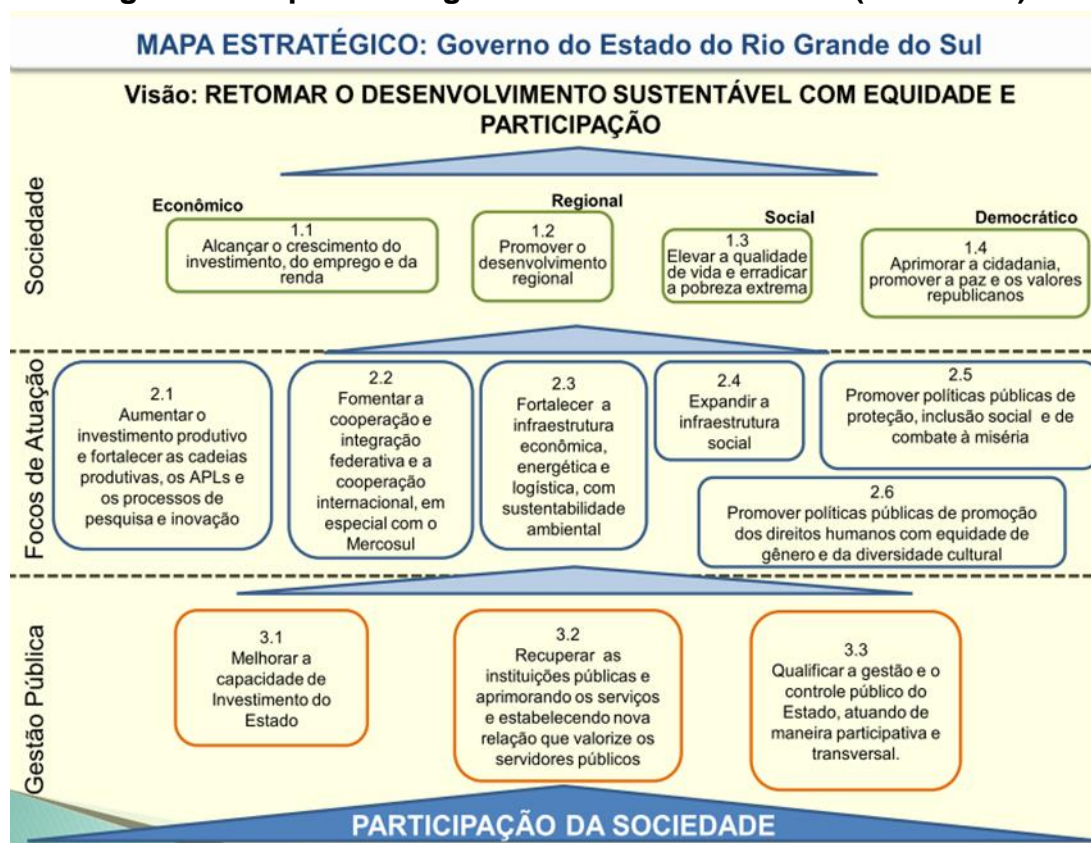 MAPA ESTRATÉGICO: Governo do Estado do Rio Grande do Sul
Visão: RETOMAR O DESENVOLVIMENTO SUSTENTÁVEL COM EQUIDADE E
PARTICIPAÇÃO
Sociedade
Econômico
1.1
Alcançar o crescimento do
investimento, do emprego e da
renda
Regional
1.2
Promover o
desenvolvimento
regional
Social
1.3
Elevar a qualidade
de vida e erradicar
a pobreza extrema
Democrático
1.4
Aprimorar a cidadania,
promover a paz e os valores
republicanos
Focos de Atuação
2.1
Aumentar o
investimento produtivo
e fortalecer as cadeias
produtivas, os APLs e
os processos de
pesquisa e inovação
2.2
Fomentar a
cooperação e
integração
federativa e a
cooperação
internacional, em
especial com o
Mercosul
2.3
Fortalecer a
infraestrutura
econômica,
energética e
logística, com
sustentabilidade
ambiental
2.4
Expandir a
infraestrutura
social
2.5
Promover políticas públicas de
proteção, inclusão social e de
combate à miséria
2.6
Promover políticas públicas de promoção
dos direitos humanos com equidade de
gênero e da diversidade cultural
Gestão Pública
3.1
Melhorar a
capacidade de
Investimento do
Estado
3.2
Recuperar as
instituições públicas e
aprimorando os serviços
e estabelecendo nova
relação que valorize os
servidores públicos
3.3
Qualificar a gestão e o
controle público do
Estado, atuando de
maneira participativa e
transversal.
PARTICIPAÇÃO DA SOCIEDADE